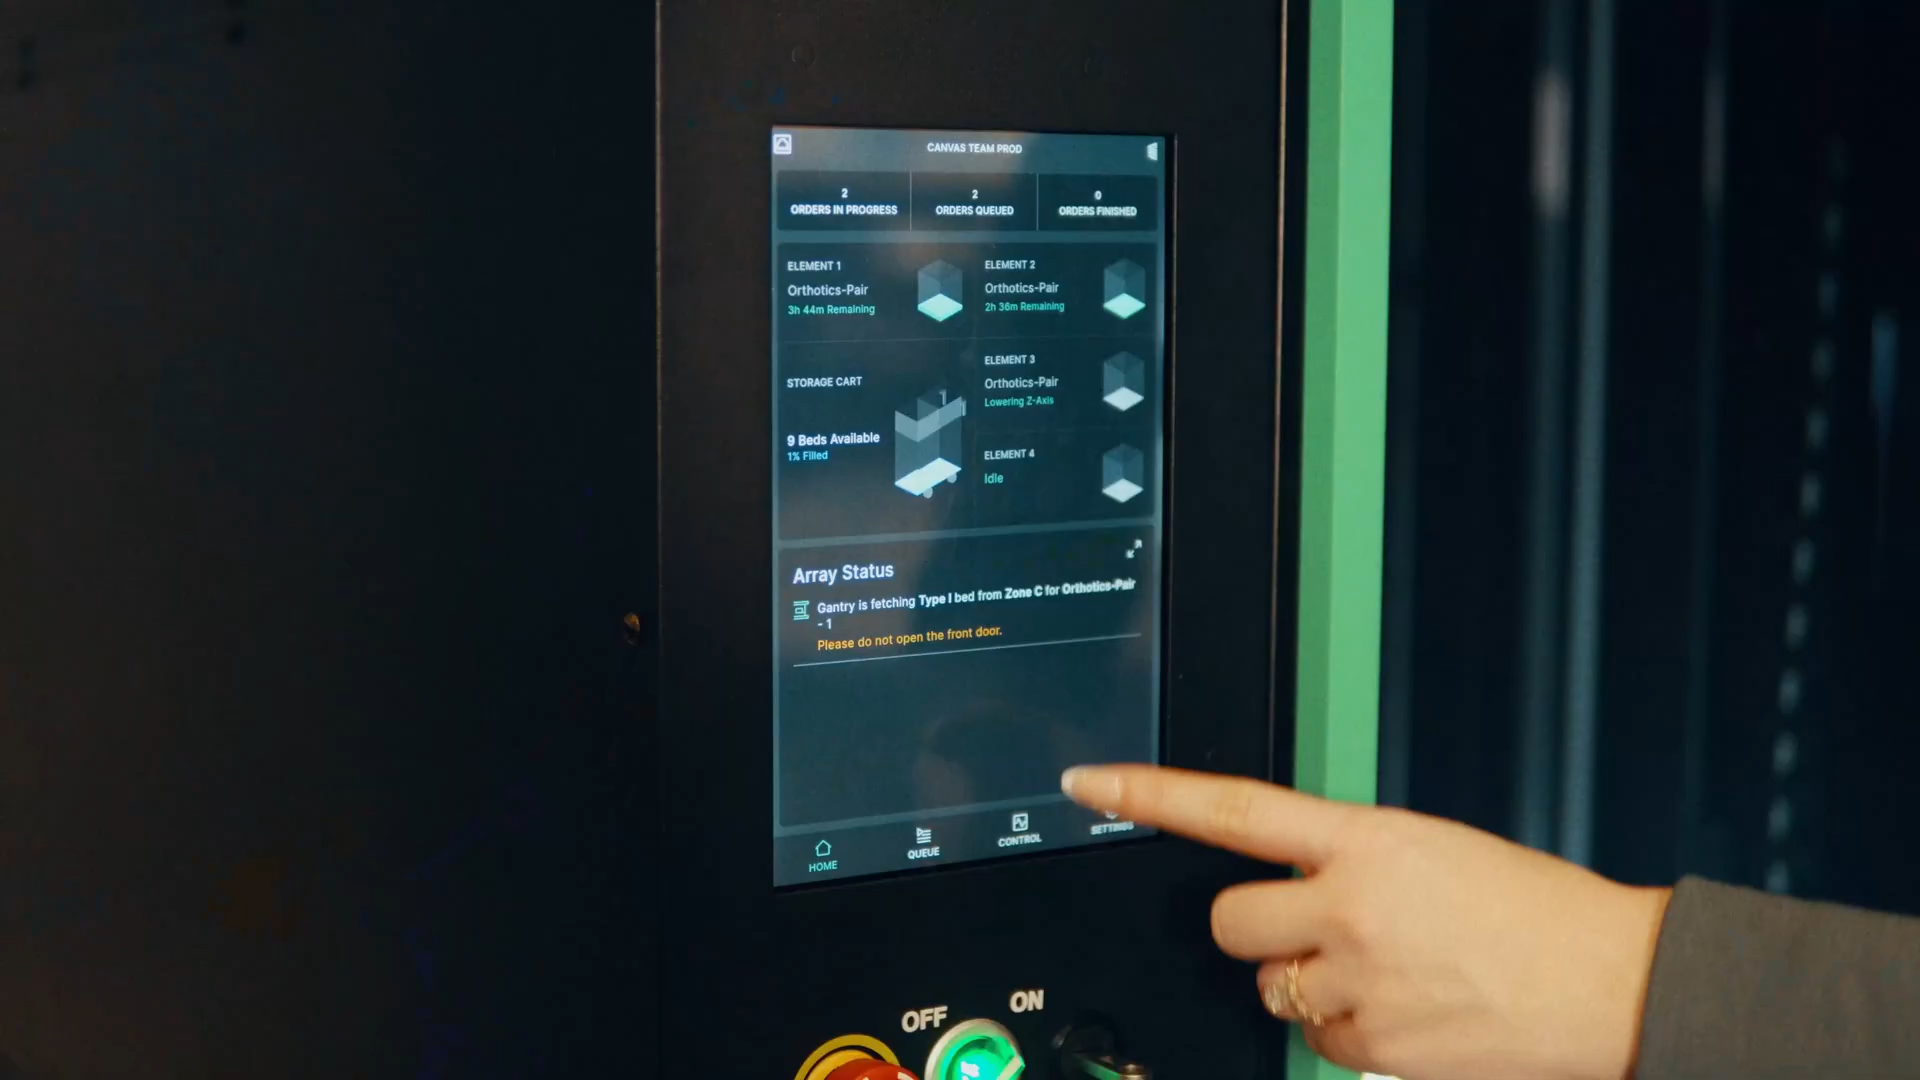 CANVAS TEAM PROD
2
ORDERS IN PROGRESS
2
ORDERS QUEUED
0
ORDERS FINISHED
ELEMENT 1
Orthotics-Pair
3h 44m Remaining
ELEMENT 2
Orthotics-Pair
2h 36m Remaining
STORAGE CART
9 Beds Available
1% Filled
ELEMENT 3
Orthotics-Pair
Lowering Z-Axis
ELEMENT 4
Idle
Array Status
Gantry is fetching Type I bed from Zone C for Orthotics-Pair
- 1
Please do not open the front door.
HOME
QUEUE
CONTROL
SETTINGS
OFF
ON